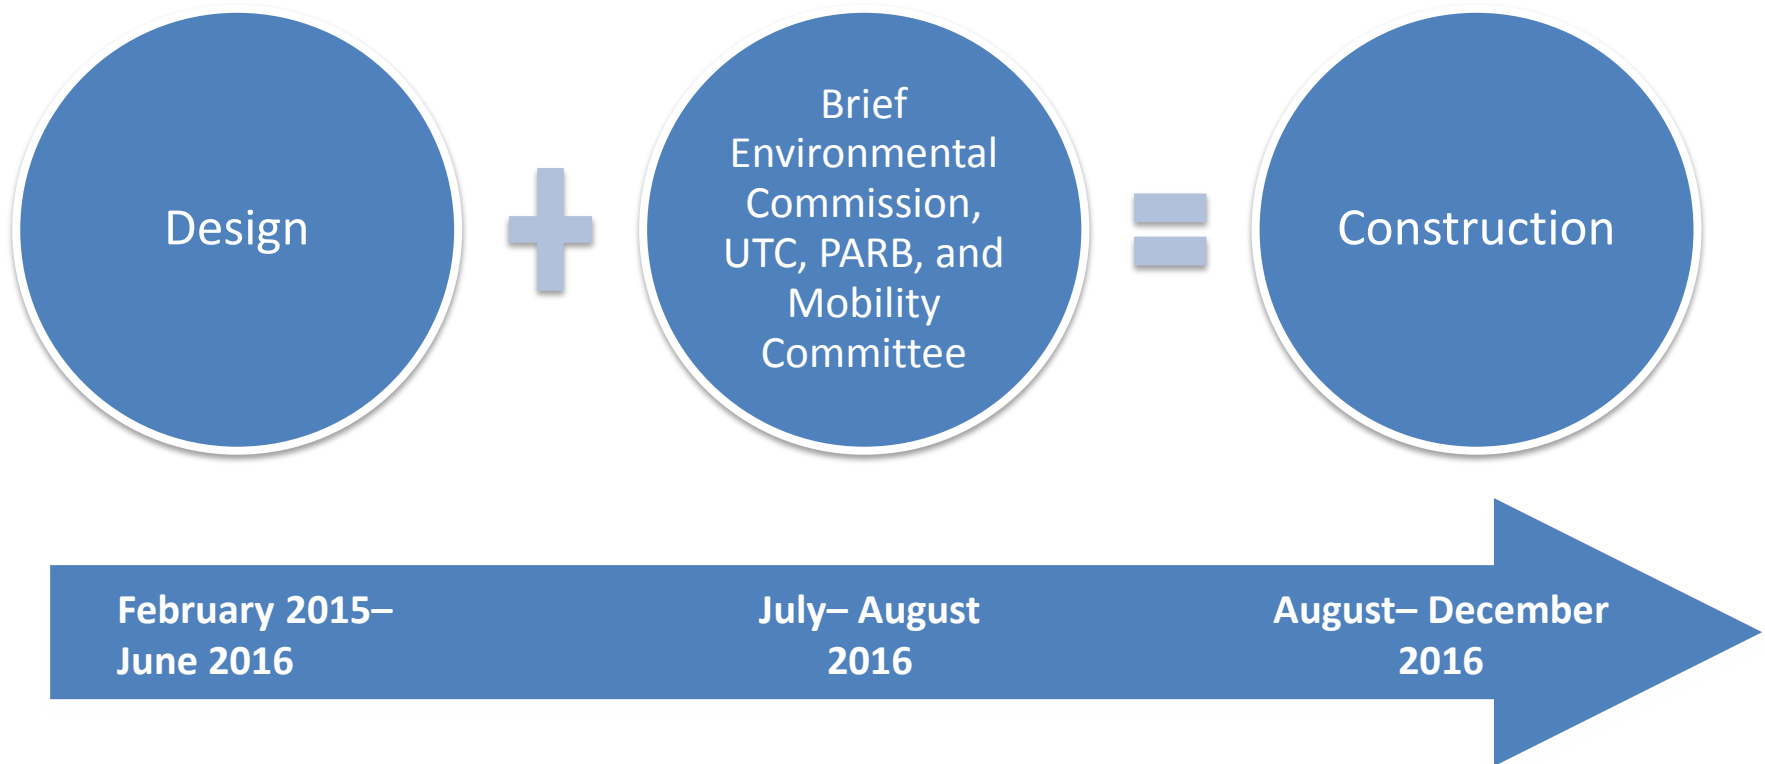 Design
Brief
Environmental
Commission,
UTC, PARB, and
Mobility
Committee
Construction
February 2015–
June 2016
July– August
2016
August– December
2016